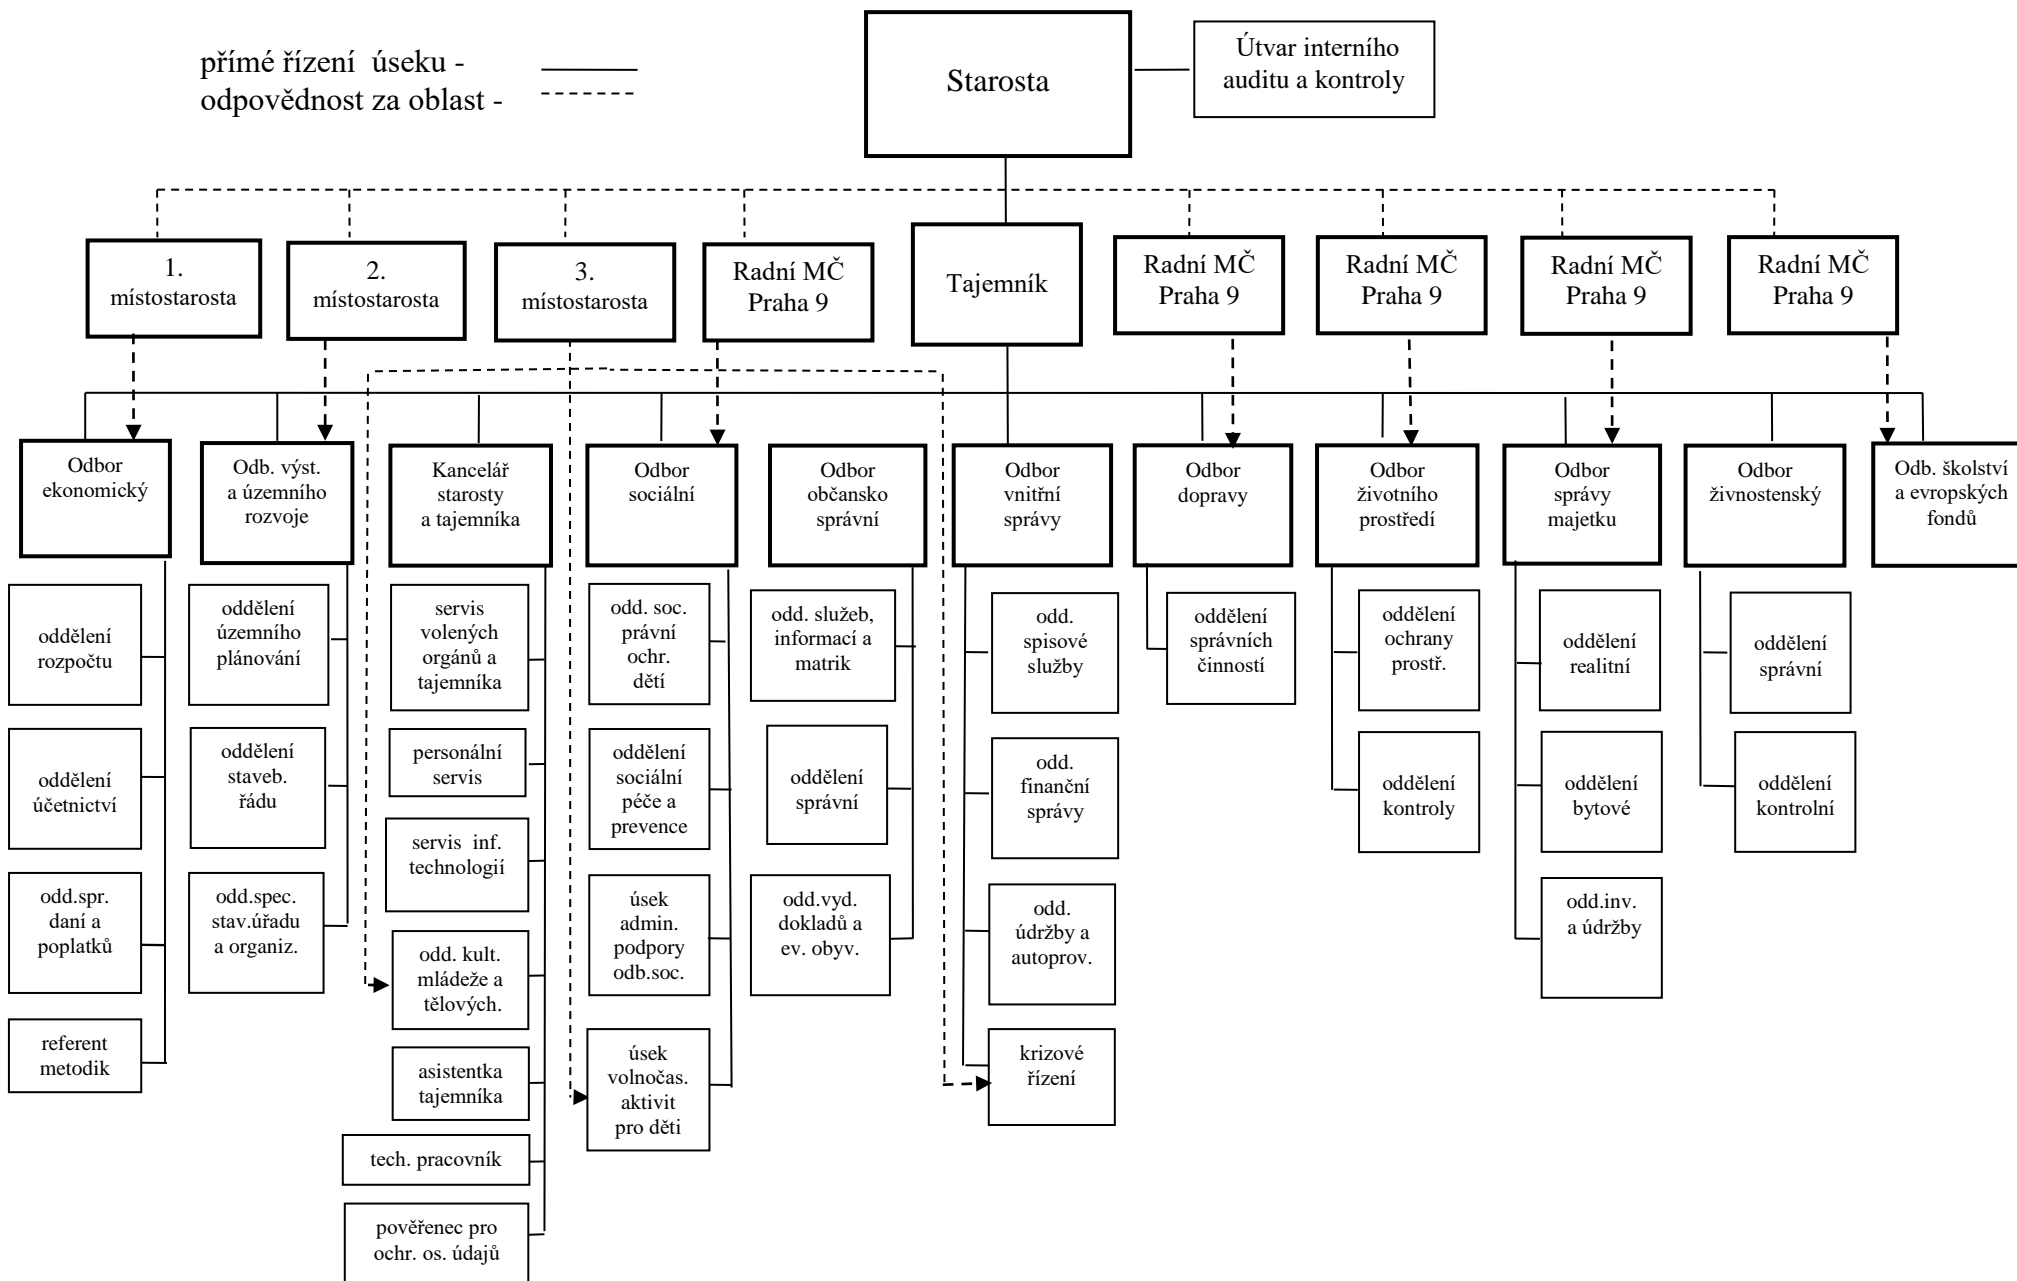 přímé řízení úseku -
odpovědnost za oblast -
Starosta
Útvar interního
auditu a kontroly
1.
místostarosta
2.
místostarosta
3.
místostarosta
Radní MČ
Praha 9
Tajemník
Radní MČ
Praha 9
Radní MČ
Praha 9
Radní MČ
Praha 9
Radní MČ
Praha 9
Odbor
ekonomický
Odb. výst.
a územního
rozvoje
Kancelář
starosty
a tajemníka
Odbor
sociální
Odbor
občansko
správní
Odbor
vnitřní
správy
Odbor
dopravy
Odbor
životního
prostředí
Odbor
správy
majetku
Odbor
živnostenský
Odb. školství
a evropských
fondů
oddělení
rozpočtu
oddělení
účetnictví
odd.spr.
daní a
poplatků
referent
metodik
oddělení
územního
plánování
oddělení
staveb.
řádu
odd.spec.
stav.úřadu
a organiz.
servis
volených
orgánů a
tajemníka
personální
servis
servis inf.
technologií
odd. kult.
mládeže a
tělových.
asistentka
tajemníka
tech. pracovník
pověřenec pro
ochr. os. údajů
odd. soc.
právní
ochr.
dětí
oddělení
sociální
péče a
prevence
úsek
admin.
podpory
odb.soc.
úsek
volnočas.
aktivit
pro děti
odd. služeb,
informací a
matrik
oddělení
správní
odd.vyd.
dokladů a
ev. obyv.
odd.
spisové
služby
odd.
finanční
správy
odd.
údržby a
autoprov.
krizové
řízení
oddělení
správních
činností
oddělení
ochrany
prostř.
oddělení
kontroly
oddělení
realitní
oddělení
bytové
odd.inv.
a údržby
oddělení
správní
oddělení
kontrolní